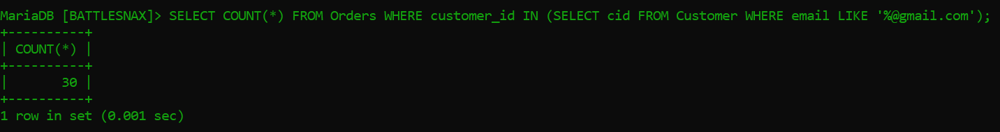 MariaDB [BATTLESNAX]> SELECT COUNT(*) FROM Orders WHERE customer_id IN (SELECT cid FROM Customer WHERE email LIKE '%@gmail.com');
+----------+
| COUNT(*) |
+----------+
|       30 |
+----------+
1 row in set (0.001 sec)